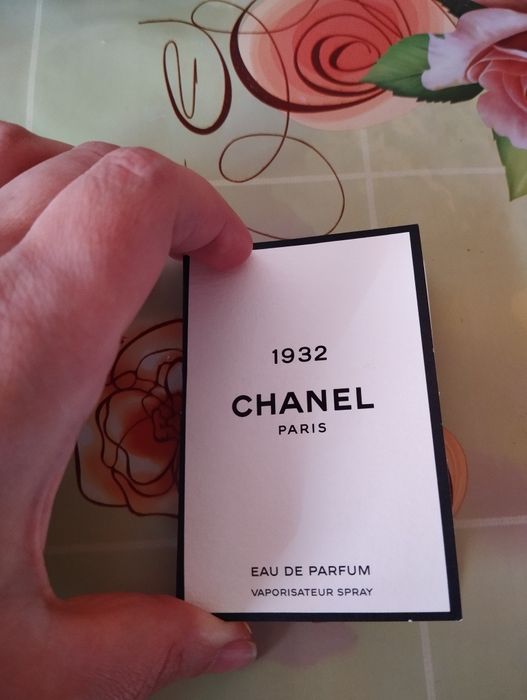 1932
CHANEL
PARIS
EAU DE PARFUM
VAPORISATEUR SPRAY